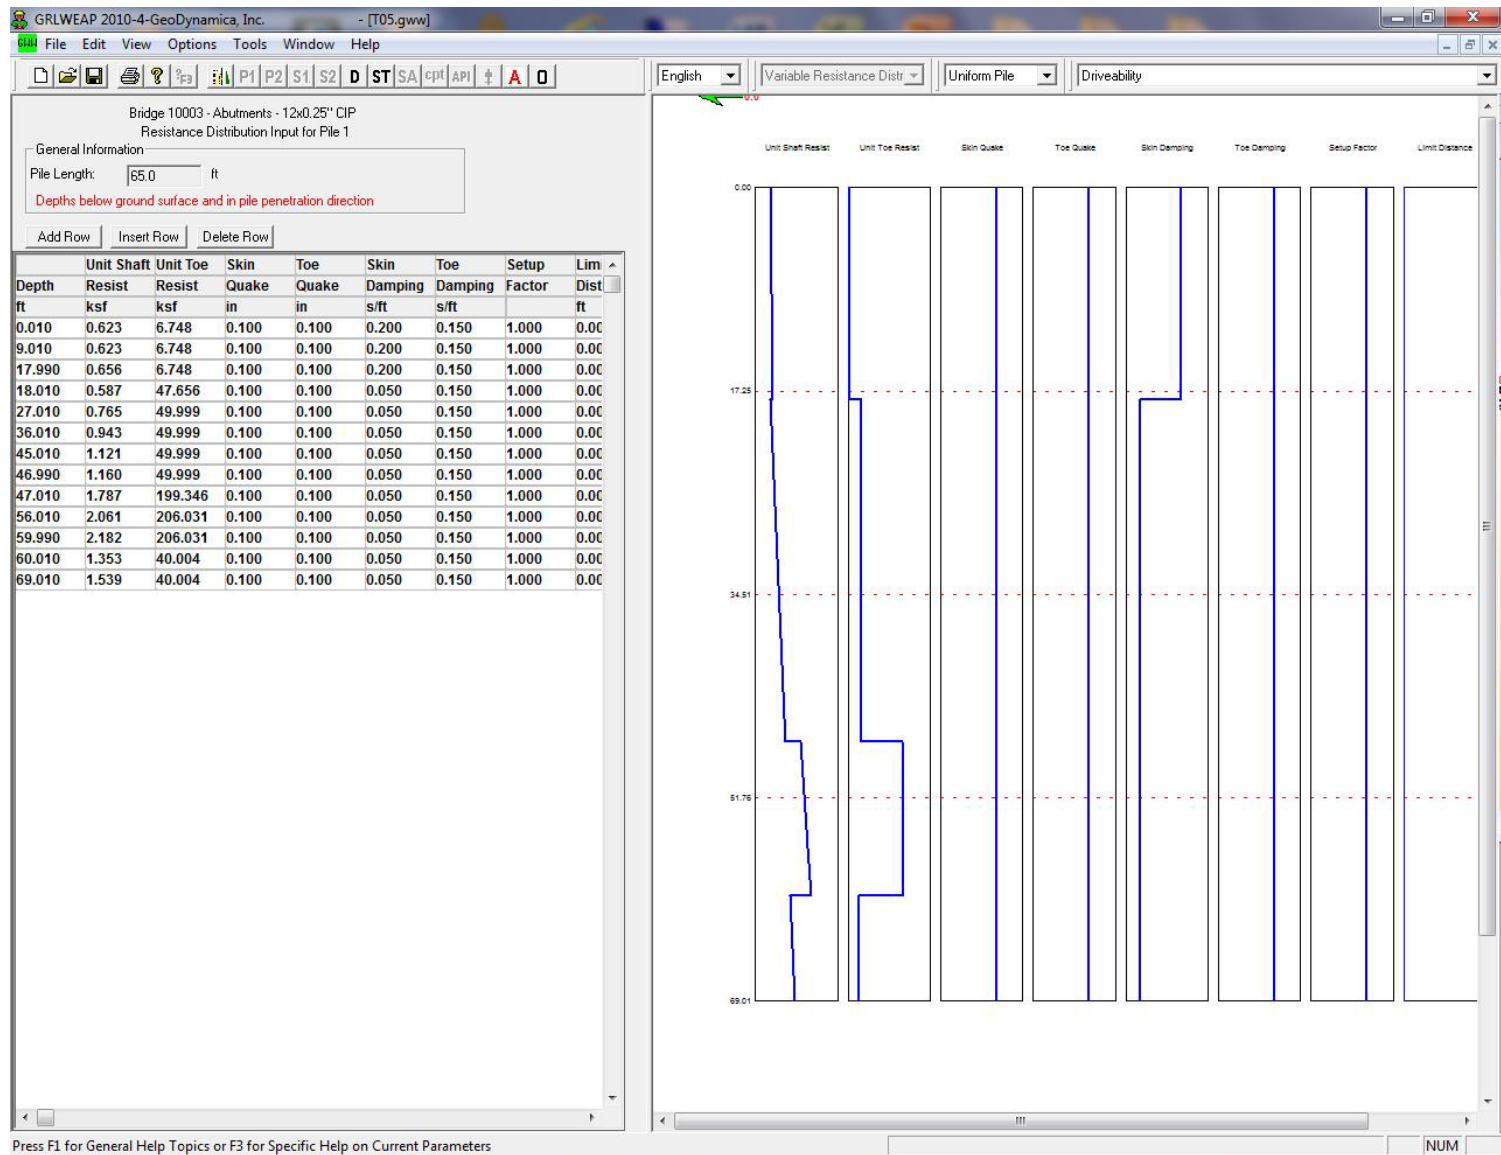 GRLWEAP 2010-4-GeoDynamica, Inc. - [T05.gww]
GWW File Edit View Options Tools Window Help
P1 P2 S1 S2 D ST SA cpt API A O English Variable Resistance Distr Uniform Pile Driveability
Bridge 10003 - Abutments - 12x0.25" CIP
Resistance Distribution Input for Pile 1
General Information
Pile Length: 65.0 ft
Depths below ground surface and in pile penetration direction
Add Row Insert Row Delete Row
Unit Shaft Unit Toe Skin Toe Skin Toe Setup Limi
Depth Resist Resist Quake Quake Damping Damping Factor Dist
ft ksf ksf in in s/ft s/ft ft
0.010 0.623 6.748 0.100 0.100 0.200 0.150 1.000 0.00
9.010 0.623 6.748 0.100 0.100 0.200 0.150 1.000 0.00
17.990 0.656 6.748 0.100 0.100 0.200 0.150 1.000 0.00
18.010 0.587 47.656 0.100 0.100 0.050 0.150 1.000 0.00
27.010 0.765 49.999 0.100 0.100 0.050 0.150 1.000 0.00
36.010 0.943 49.999 0.100 0.100 0.050 0.150 1.000 0.00
45.010 1.121 49.999 0.100 0.100 0.050 0.150 1.000 0.00
46.990 1.160 49.999 0.100 0.100 0.050 0.150 1.000 0.00
47.010 1.787 199.346 0.100 0.100 0.050 0.150 1.000 0.00
56.010 2.061 206.031 0.100 0.100 0.050 0.150 1.000 0.00
59.990 2.182 206.031 0.100 0.100 0.050 0.150 1.000 0.00
60.010 1.353 40.004 0.100 0.100 0.050 0.150 1.000 0.00
69.010 1.539 40.004 0.100 0.100 0.050 0.150 1.000 0.00
0.0
Unit Shaft Resist Unit Toe Resist Skin Quake Toe Quake Skin Damping Toe Damping Setup Factor Limit Distance
0.00
17.25
34.51
51.76
69.01
Press F1 for General Help Topics or F3 for Specific Help on Current Parameters NUM